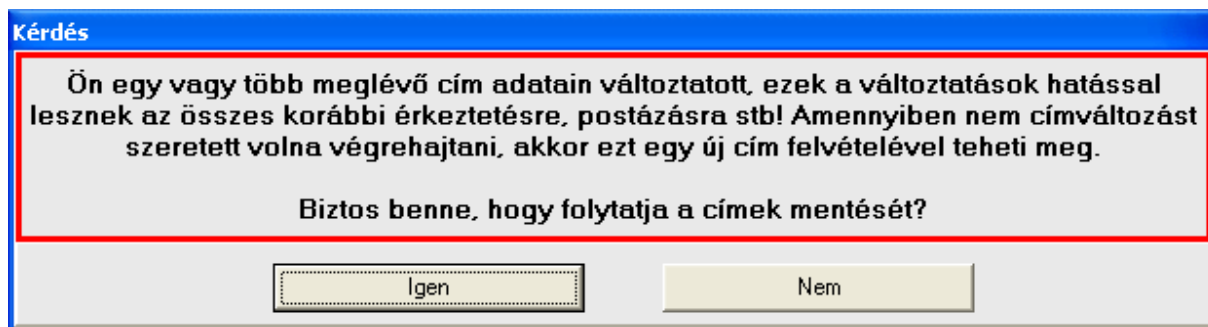 Kérdés
Ön egy vagy több meglévő cím adatain változtatott, ezek a változtatások hatással
lesznek az összes korábbi érkeztetésre, postázásra stb! Amennyiben nem címváltozást
szeretett volna végrehajtani, akkor ezt egy új cím felvételével teheti meg.
Biztos benne, hogy folytatja a címek mentését?
Igen
Nem